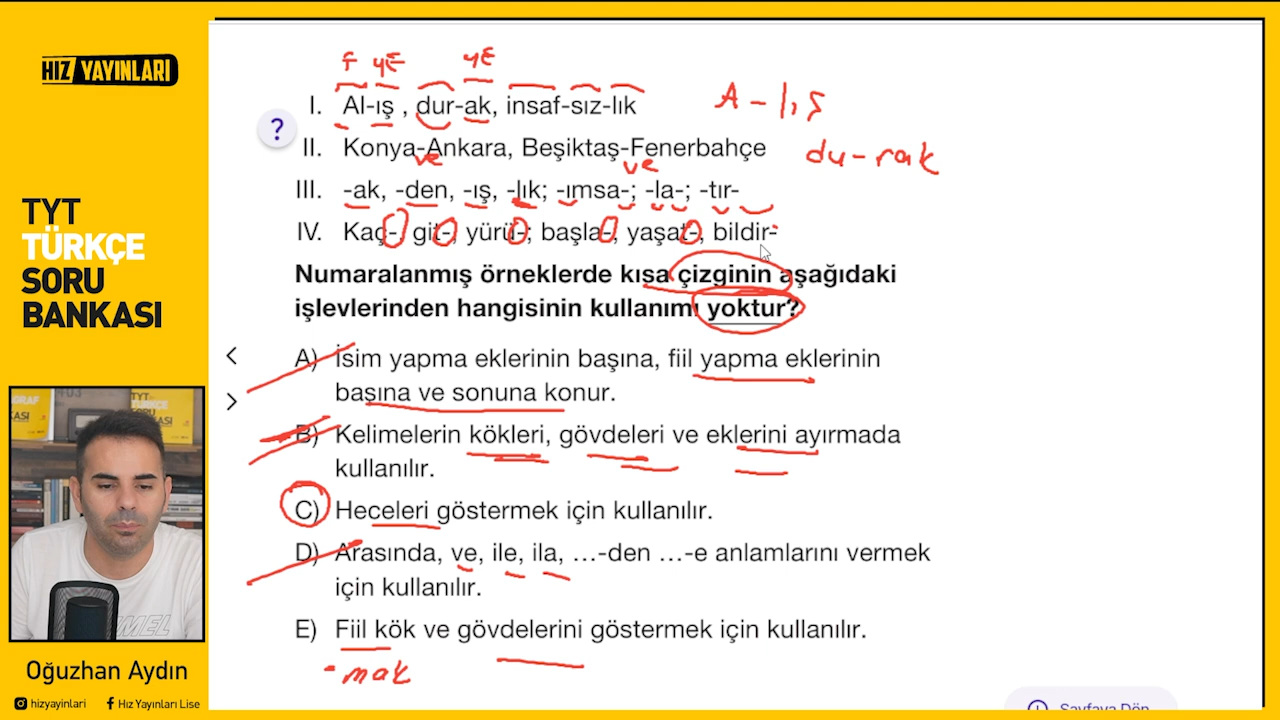 HIZ YAYINLARI
TYT
TÜRKÇE
SORU
BANKASI
Oğuzhan Aydın
hizyayinlari Hız Yayınları Lise
F YE YE
I. Al-ış , dur-ak, insaf-sız-lık A-lış
?
II. Konya-Ankara, Beşiktaş-Fenerbahçe du-rak
ve ve
III. -ak, -den, -ış, -lık; -ımsa-; -la-; -tır-
IV. Kaç-, git-, yürü-; başla-, yaşat-, bildir-
Numaralanmış örneklerde kısa çizginin aşağıdaki
işlevlerinden hangisinin kullanımı yoktur?
A) İsim yapma eklerinin başına, fiil yapma eklerinin
başına ve sonuna konur.
B) Kelimelerin kökleri, gövdeleri ve eklerini ayırmada
kullanılır.
C) Heceleri göstermek için kullanılır.
D) Arasında, ve, ile, ila, ...-den ...-e anlamlarını vermek
için kullanılır.
E) Fiil kök ve gövdelerini göstermek için kullanılır.
-mak